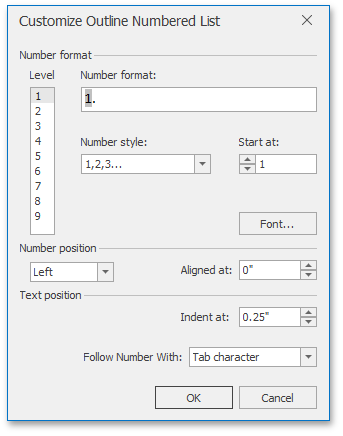 Customize Outline Numbered List
Number format
Level
Number format:
1
2
3
4
5
6
7
8
9
1.
Number style:
Start at:
1,2,3...
1
Font...
Number position
Left
Aligned at:
0"
Text position
Indent at:
0.25"
Follow Number With:
Tab character
OK
Cancel